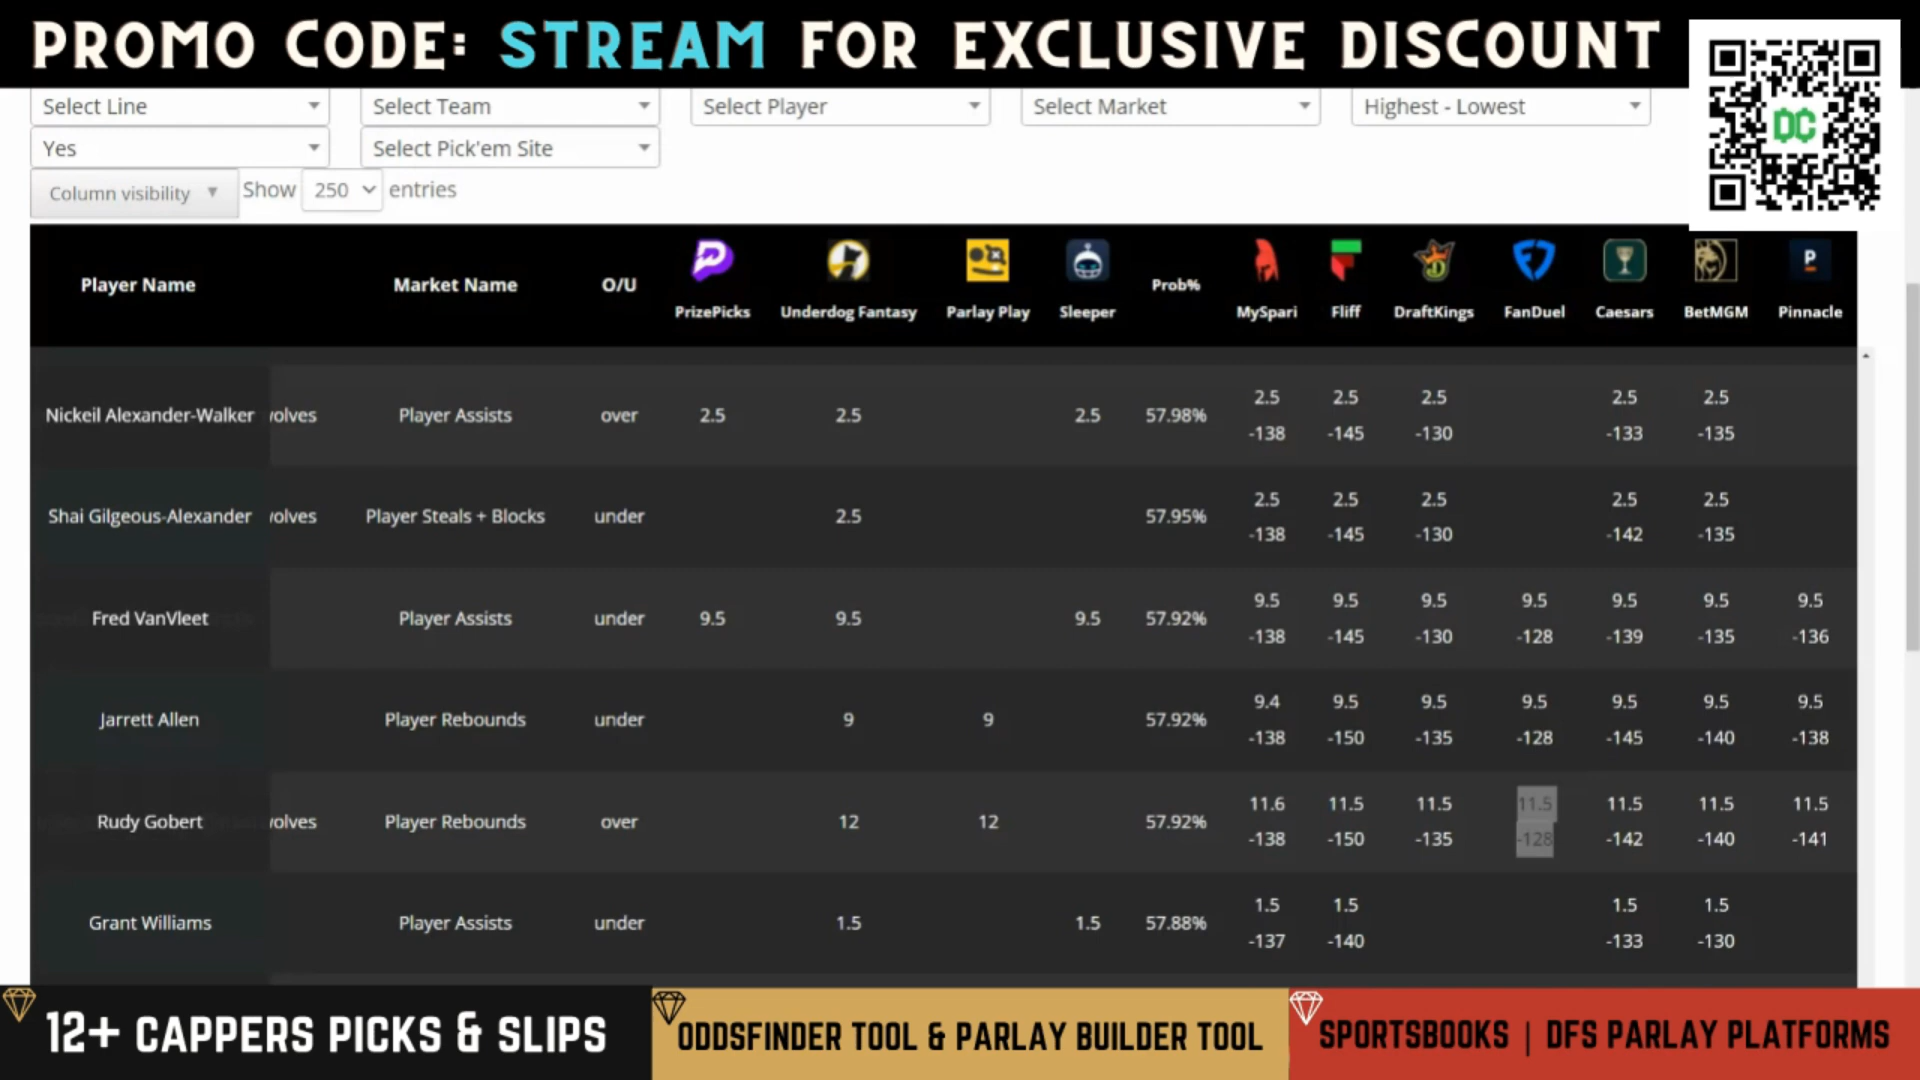 PROMO CODE: STREAM FOR EXCLUSIVE DISCOUNT
DC
Select Line Select Team Select Player Select Market Highest - Lowest
Yes Select Pick'em Site
Column visibility Show 250 entries
Player Name Market Name O/U PrizePicks Underdog Fantasy Parlay Play Sleeper Prob% MySpari Fliff DraftKings FanDuel Caesars BetMGM Pinnacle
Nickeil Alexander-Walker volves Player Assists over 2.5 2.5 2.5 57.98% 2.5 2.5 2.5 2.5 2.5
-138 -145 -130 -133 -135
Shai Gilgeous-Alexander volves Player Steals + Blocks under 2.5 57.95% 2.5 2.5 2.5 2.5 2.5
-138 -145 -130 -142 -135
Fred VanVleet Player Assists under 9.5 9.5 9.5 57.92% 9.5 9.5 9.5 9.5 9.5 9.5 9.5
-138 -145 -130 -128 -139 -135 -136
Jarrett Allen Player Rebounds under 9 9 57.92% 9.4 9.5 9.5 9.5 9.5 9.5 9.5
-138 -150 -135 -128 -145 -140 -138
Rudy Gobert volves Player Rebounds over 12 12 57.92% 11.6 11.5 11.5 11.5 11.5 11.5 11.5
-138 -150 -135 -128 -142 -140 -141
Grant Williams Player Assists under 1.5 1.5 57.88% 1.5 1.5 1.5 1.5
-137 -140 -133 -130
12+ CAPPERS PICKS & SLIPS
ODDSFINDER TOOL & PARLAY BUILDER TOOL
SPORTSBOOKS | DFS PARLAY PLATFORMS